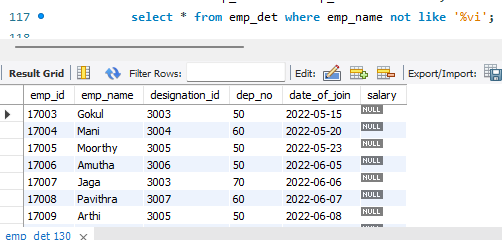 117 select * from emp_det where emp_name not like '%vi';
118
Result Grid Filter Rows: Edit: Export/Import:
emp_id emp_name designation_id dep_no date_of_join salary
17003 Gokul 3003 50 2022-05-15 NULL
17004 Mani 3004 60 2022-05-20 NULL
17005 Moorthy 3005 50 2022-05-23 NULL
17006 Amutha 3006 50 2022-06-05 NULL
17007 Jaga 3003 70 2022-06-06 NULL
17008 Pavithra 3007 60 2022-06-07 NULL
17009 Arthi 3005 50 2022-06-08 NULL
emp_det 130